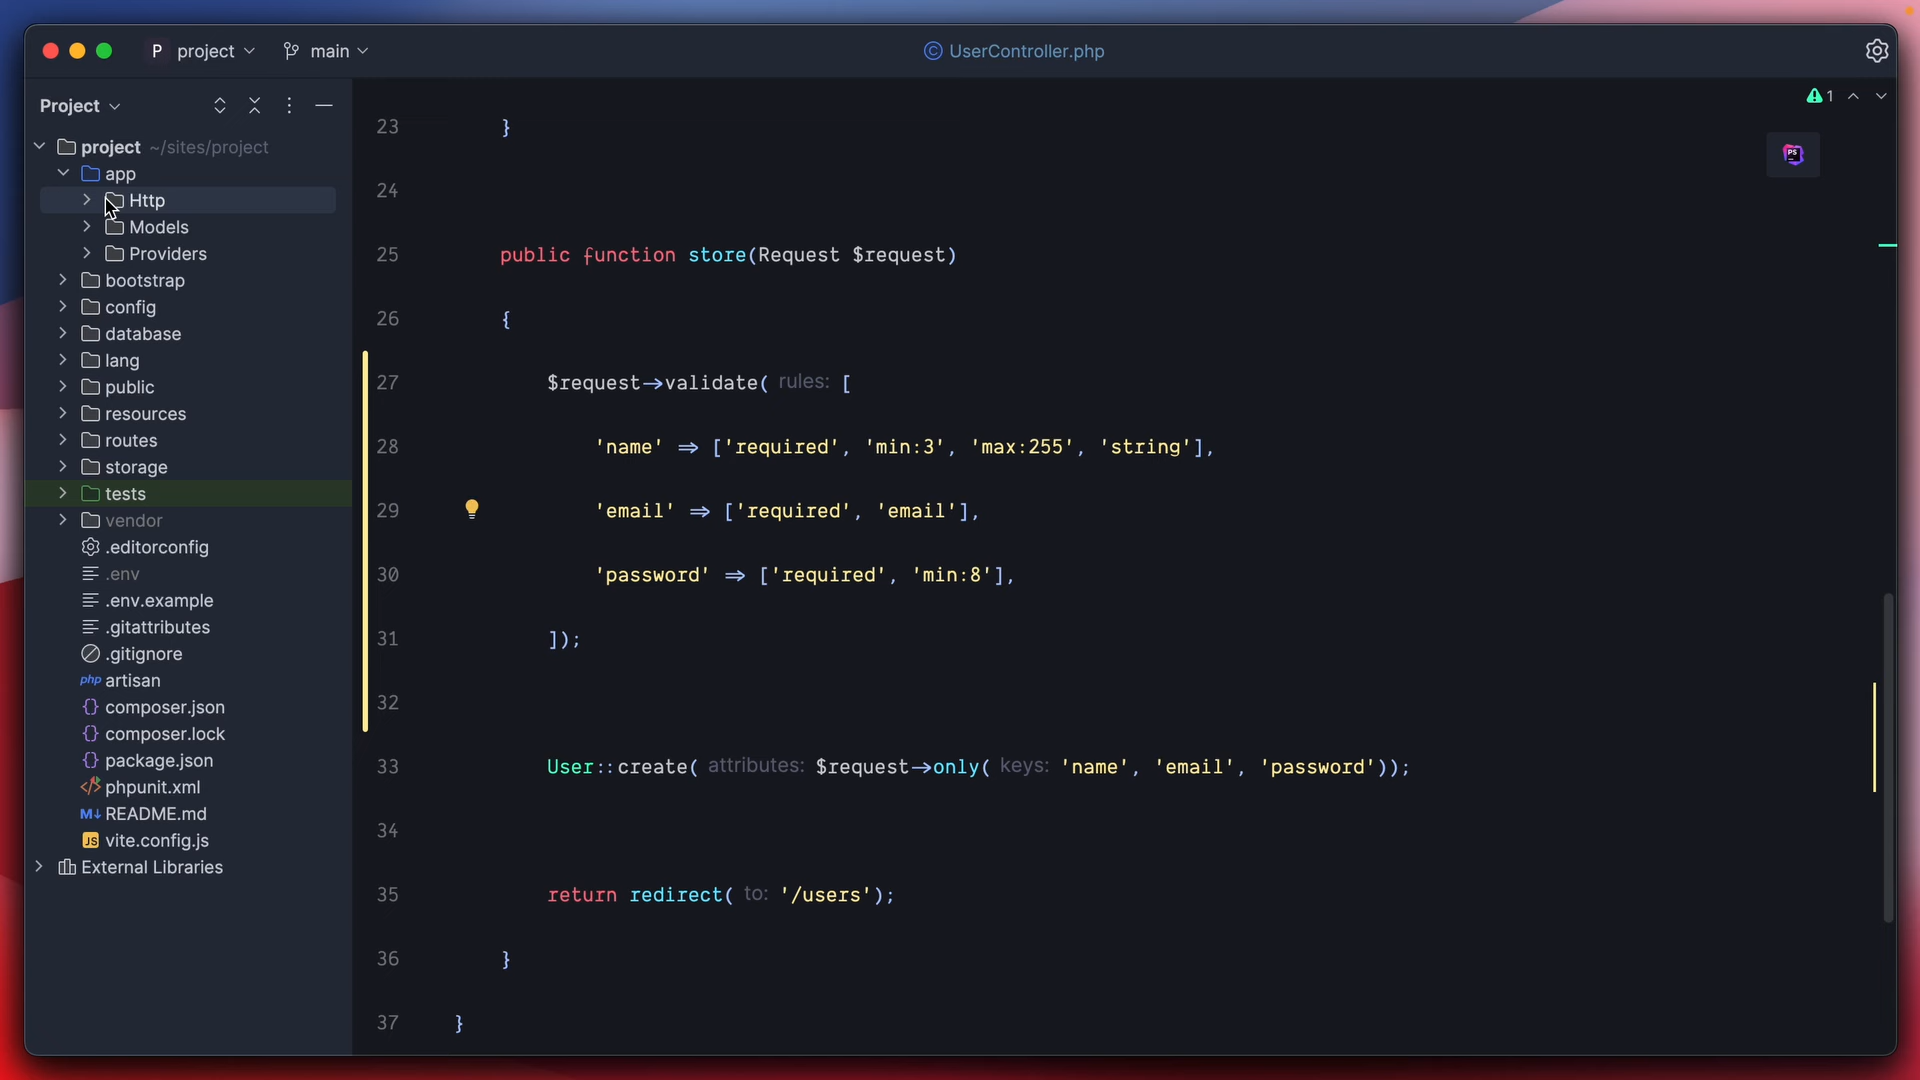 P project main UserController.php
Project
project ~/sites/project
app
Http
Models
Providers
bootstrap
config
database
lang
public
resources
routes
storage
tests
vendor
.editorconfig
.env
.env.example
.gitattributes
.gitignore
php artisan
{} composer.json
{} composer.lock
{} package.json
</> phpunit.xml
M↓ README.md
JS vite.config.js
External Libraries
1
PS
23 }
24
25 public function store(Request $request)
26 {
27 $request->validate( rules: [
28 'name' => ['required', 'min:3', 'max:255', 'string'],
29 'email' => ['required', 'email'],
30 'password' => ['required', 'min:8'],
31 ]);
32
33 User::create( attributes: $request->only( keys: 'name', 'email', 'password'));
34
35 return redirect( to: '/users');
36 }
37 }